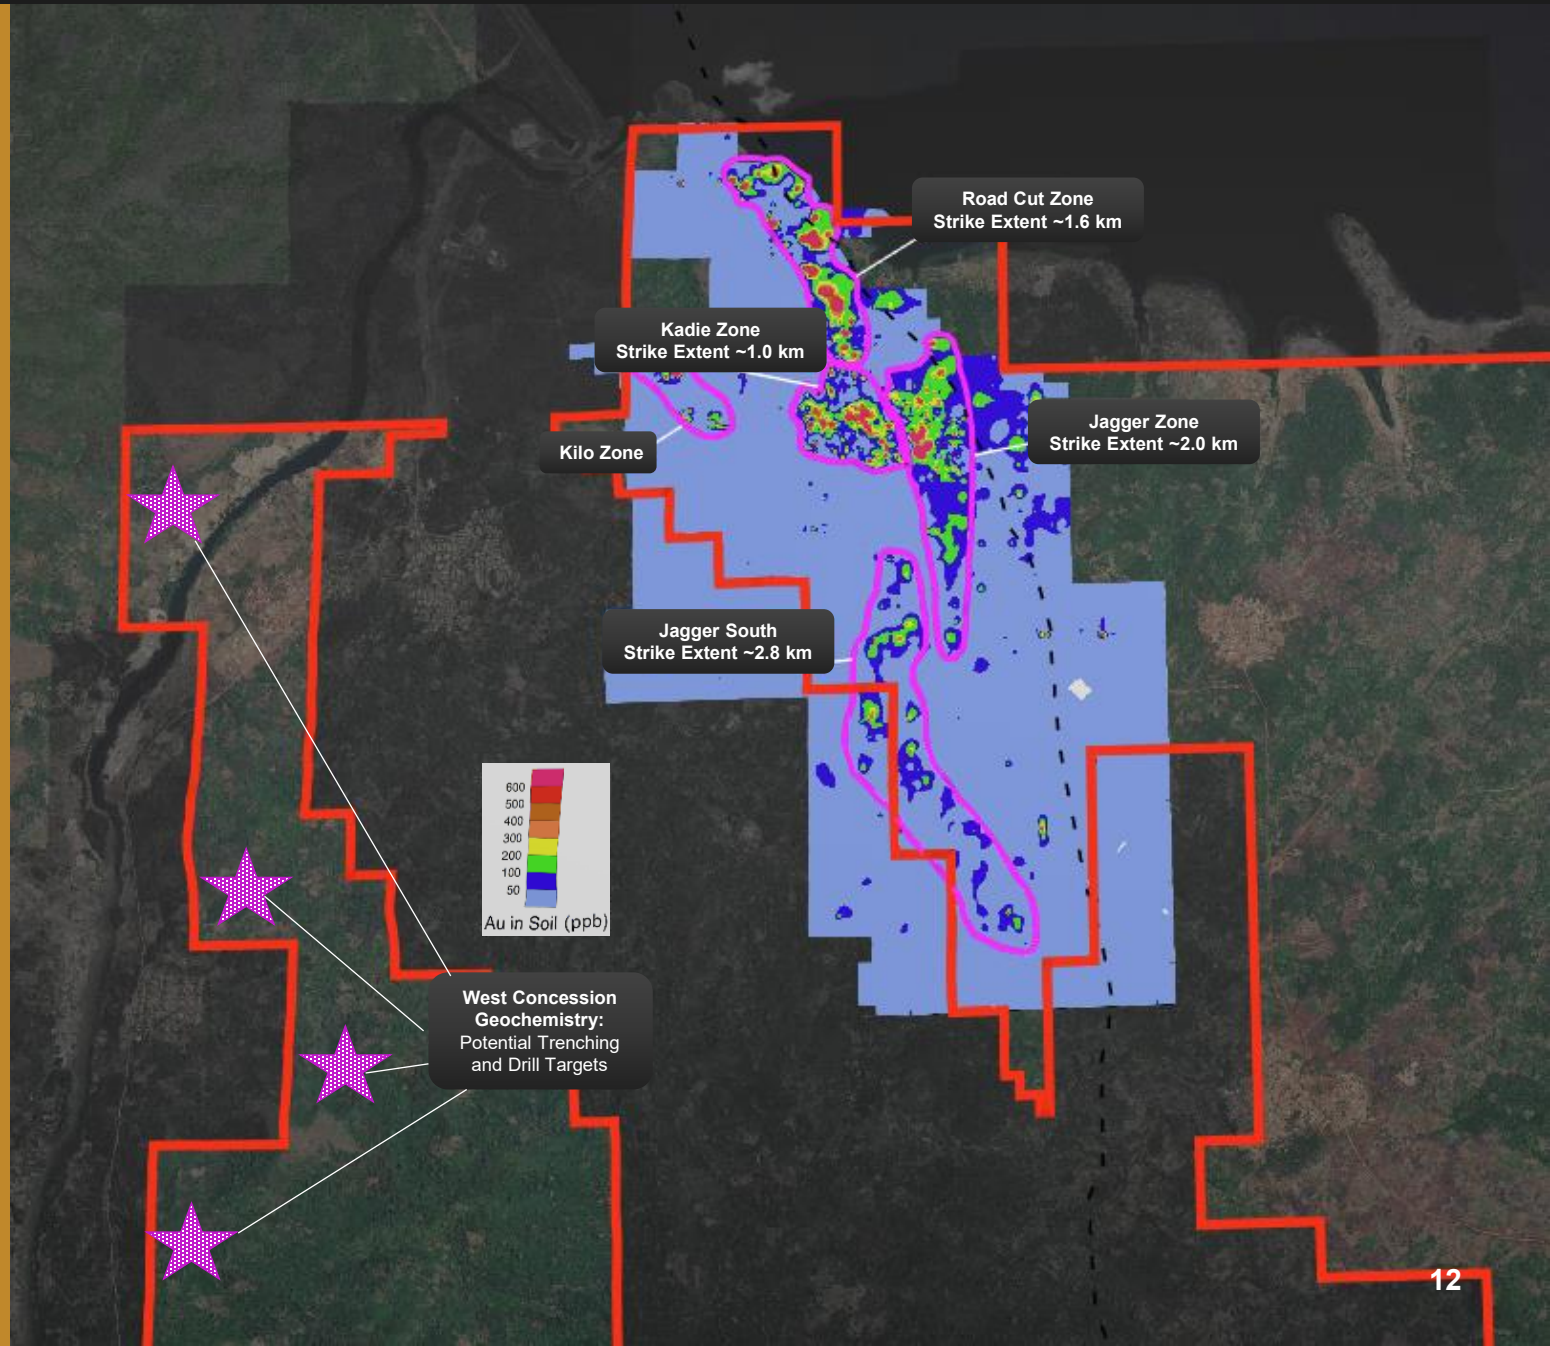 Road Cut Zone
Strike Extent ~1.6 km
Kadie Zone
Strike Extent ~1.0 km
Jagger Zone
Strike Extent ~2.0 km
Kilo Zone
Jagger South
Strike Extent ~2.8 km
600
500
400
300
200
100
50
Au in Soil (ppb)
West Concession
Geochemistry:
Potential Trenching
and Drill Targets
12